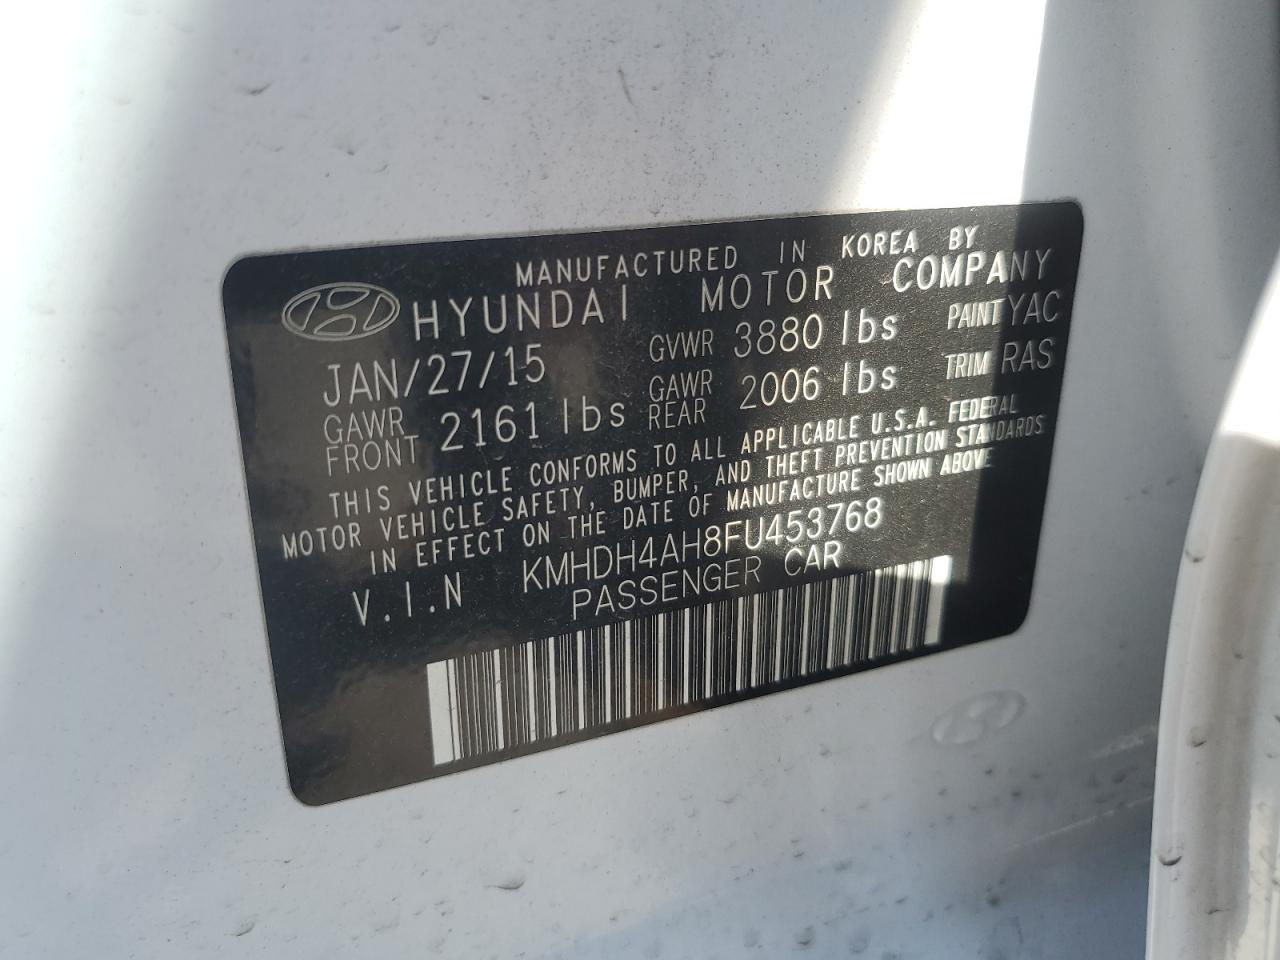 MANUFACTURED IN KOREA BY
HYUNDAI MOTOR COMPANY
JAN/27/15 GVWR 3880 lbs PAINT YAC
GAWR FRONT 2161 lbs GAWR REAR 2006 lbs TRIM RAS
THIS VEHICLE CONFORMS TO ALL APPLICABLE U.S.A. FEDERAL
MOTOR VEHICLE SAFETY, BUMPER, AND THEFT PREVENTION STANDARDS
IN EFFECT ON THE DATE OF MANUFACTURE SHOWN ABOVE
V.I.N KMHDH4AH8FU453768
PASSENGER CAR